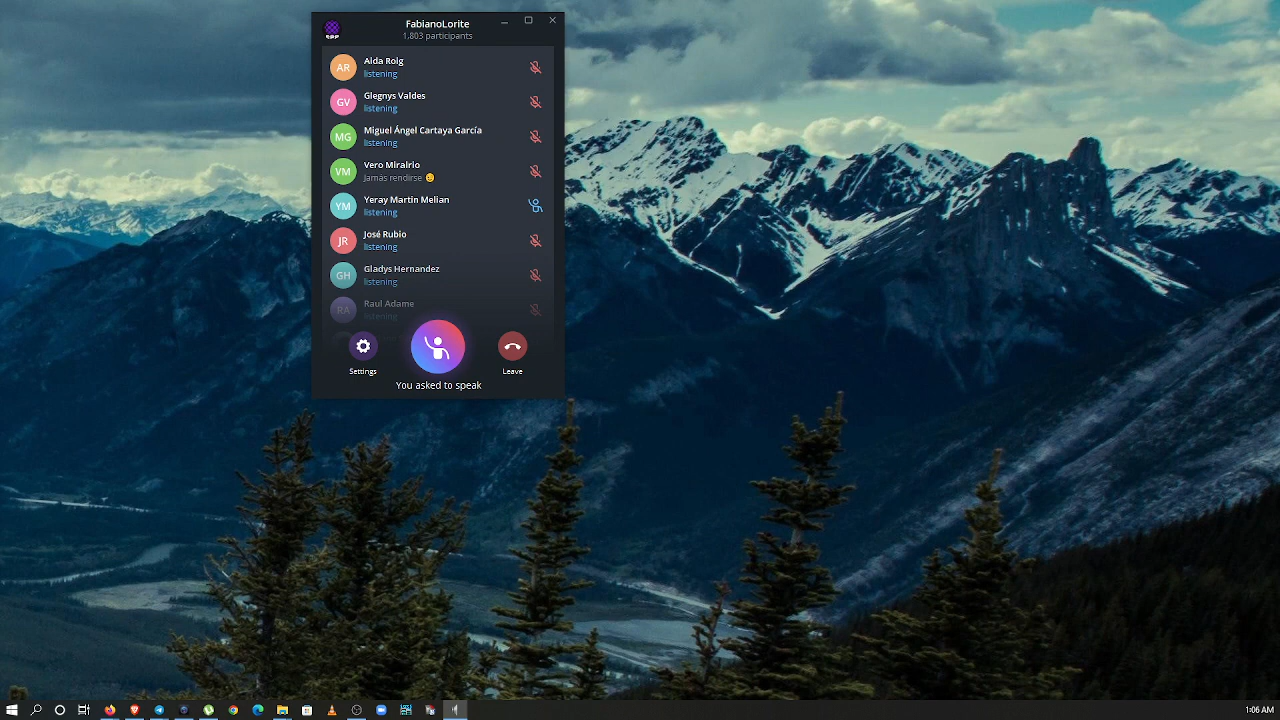 FabianoLorite
1,803 participants
AR
Aida Roig
listening
GV
Glegnys Valdes
listening
MG
Miguel Ángel Cartaya García
listening
VM
Vero Miralrio
Jamás rendirse 😉
YM
Yeray Martin Melian
listening
JR
José Rubio
listening
GH
Gladys Hernandez
listening
RA
Raul Adame
listening
Settings
Leave
You asked to speak
1:06 AM